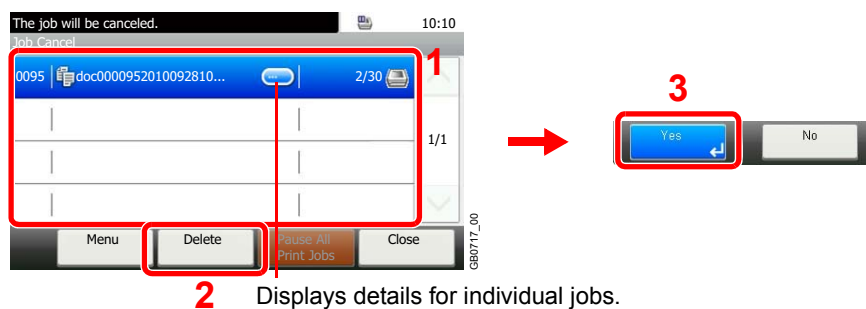 The job will be canceled. 10:10
Job Cancel
1
0095 doc0000952010092810... ... 2/30
1/1
Menu Delete Pause All Print Jobs Close
GB0717_00
2 Displays details for individual jobs.
3
Yes No